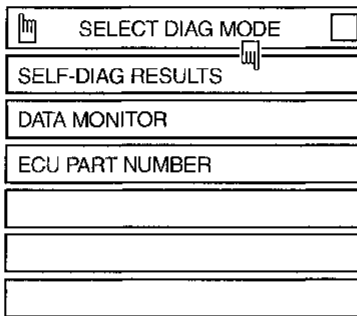 SELECT DIAG MODE
SELF-DIAG RESULTS
DATA MONITOR
ECU PART NUMBER